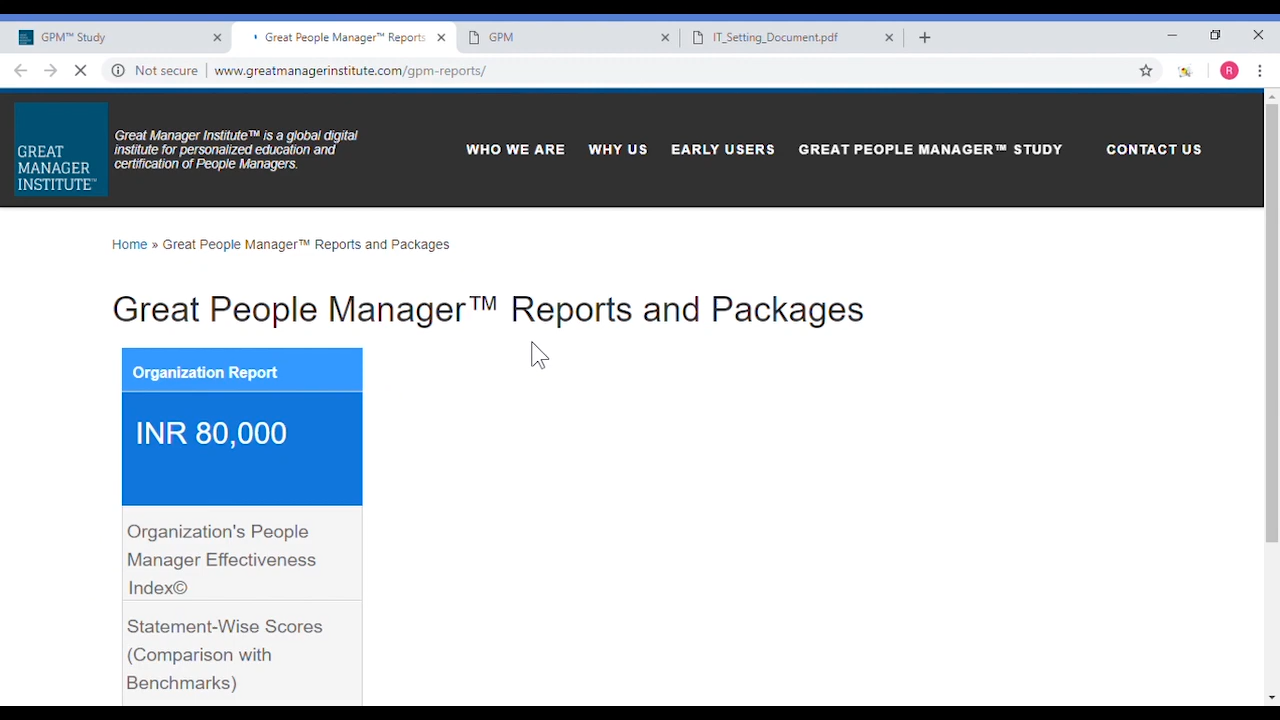 GPM™ Study
Great People Manager™ Reports
GPM
IT_Setting_Document.pdf
Not secure
www.greatmanagerinstitute.com/gpm-reports/
R
GREAT
MANAGER
INSTITUTE™
Great Manager Institute™ is a global digital
institute for personalized education and
certification of People Managers.
WHO WE ARE
WHY US
EARLY USERS
GREAT PEOPLE MANAGER™ STUDY
CONTACT US
Home » Great People Manager™ Reports and Packages
Great People Manager™ Reports and Packages
Organization Report
INR 80,000
Organization's People
Manager Effectiveness
Index©
Statement-Wise Scores
(Comparison with
Benchmarks)